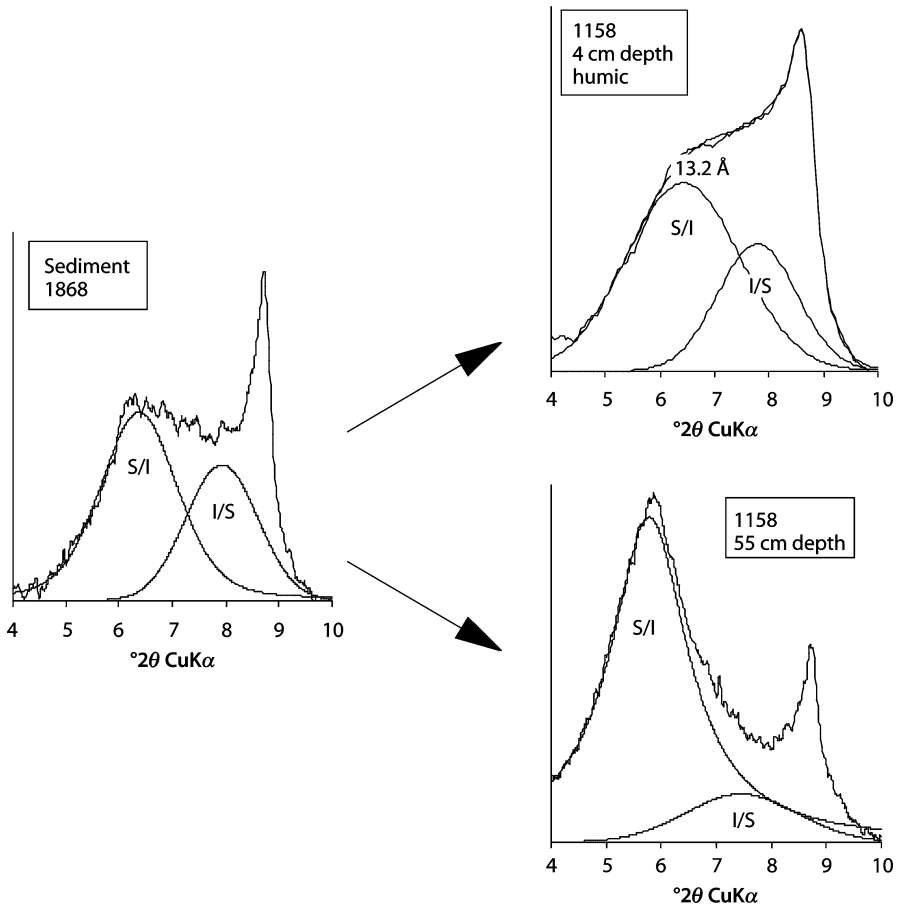 Sediment
1868
S/I
I/S
4 5 6 7 8 9 10
°2θ CuKα
1158
4 cm depth
humic
13.2 Å
S/I
I/S
4 5 6 7 8 9 10
°2θ CuKα
1158
55 cm depth
S/I
I/S
4 5 6 7 8 9 10
°2θ CuKα